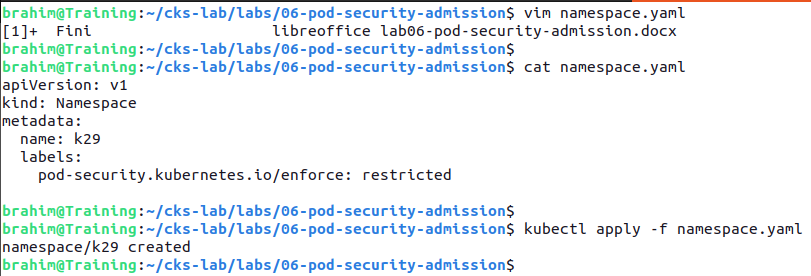 brahim@Training:~/cks-lab/labs/06-pod-security-admission$ vim namespace.yaml
[1]+  Fini                    libreoffice lab06-pod-security-admission.docx
brahim@Training:~/cks-lab/labs/06-pod-security-admission$
brahim@Training:~/cks-lab/labs/06-pod-security-admission$ cat namespace.yaml
apiVersion: v1
kind: Namespace
metadata:
  name: k29
  labels:
    pod-security.kubernetes.io/enforce: restricted

brahim@Training:~/cks-lab/labs/06-pod-security-admission$
brahim@Training:~/cks-lab/labs/06-pod-security-admission$ kubectl apply -f namespace.yaml
namespace/k29 created
brahim@Training:~/cks-lab/labs/06-pod-security-admission$